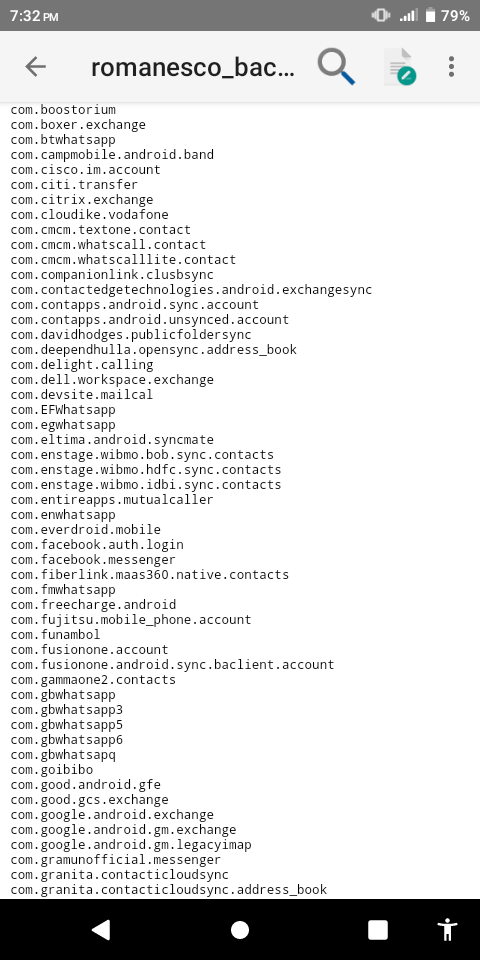 7:32 PM
79%
romanesco_bac...
com.boostorium
com.boxer.exchange
com.btwhatsapp
com.campmobile.android.band
com.cisco.im.account
com.citi.transfer
com.citrix.exchange
com.cloudike.vodafone
com.cmcm.textone.contact
com.cmcm.whatscall.contact
com.cmcm.whatscalllite.contact
com.companionlink.clusbsync
com.contactedgetechnologies.android.exchangesync
com.contapps.android.sync.account
com.contapps.android.unsynced.account
com.davidhodges.publicfoldersync
com.deependhulla.opensync.address_book
com.delight.calling
com.dell.workspace.exchange
com.devsite.mailcal
com.EFWhatsapp
com.egwhatsapp
com.eltima.android.syncmate
com.enstage.wibmo.bob.sync.contacts
com.enstage.wibmo.hdfc.sync.contacts
com.enstage.wibmo.idbi.sync.contacts
com.entireapps.mutualcaller
com.enwhatsapp
com.everdroid.mobile
com.facebook.auth.login
com.facebook.messenger
com.fiberlink.maas360.native.contacts
com.fmwhatsapp
com.freecharge.android
com.fujitsu.mobile_phone.account
com.funambol
com.fusionone.account
com.fusionone.android.sync.baclient.account
com.gammaone2.contacts
com.gbwhatsapp
com.gbwhatsapp3
com.gbwhatsapp5
com.gbwhatsapp6
com.gbwhatsapq
com.goibibo
com.good.android.gfe
com.good.gcs.exchange
com.google.android.exchange
com.google.android.gm.exchange
com.google.android.gm.legacyimap
com.gramunofficial.messenger
com.granita.contacticloudsync
com.granita.contacticloudsync.address_book